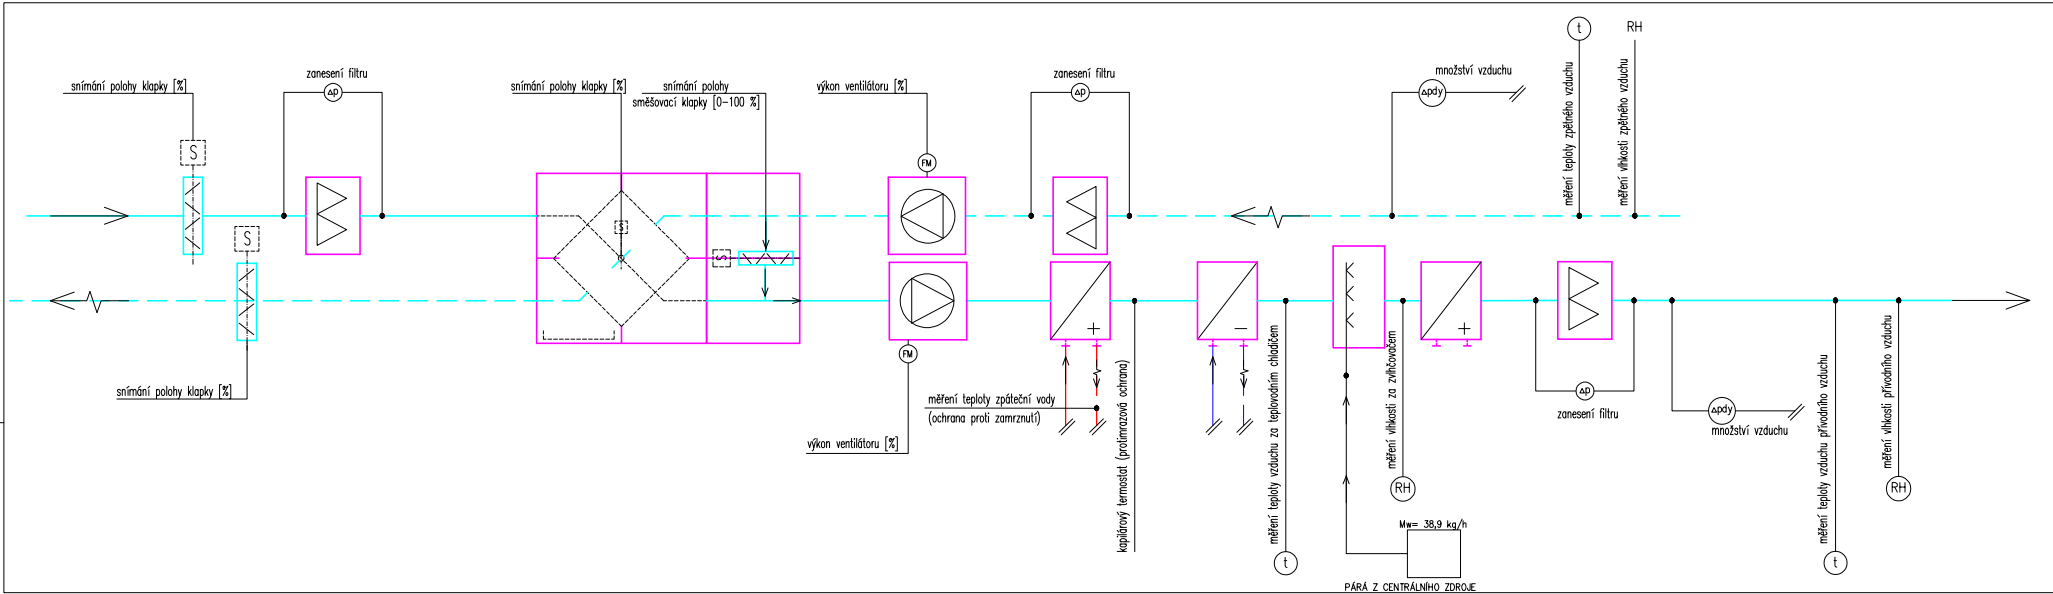 snímání polohy klapky [%]
zanesení filtru
Δp
snímání polohy klapky [%]
snímání polohy
směšovací klapky [0-100 %]
výkon ventilátoru [%]
zanesení filtru
Δp
množství vzduchu
Δpdy
t
RH
měření teploty zpětného vzduchu
měření vlhkosti zpětného vzduchu
S
S
S
S
FM
FM
snímání polohy klapky [%]
výkon ventilátoru [%]
měření teploty zpáteční vody
(ochrana proti zamrznutí)
kapilárový termostat (protimrazová ochrana)
měření teploty vzduchu za teplovodním chladičem
t
měření vlhkosti za zvlhčovačem
RH
Mw= 38,9 kg/h
PÁRÁ Z CENTRÁLNÍHO ZDROJE
Δp
zanesení filtru
Δpdy
množství vzduchu
měření teploty vzduchu přívodního vzduchu
t
měření vlhkosti přívodního vzduchu
RH